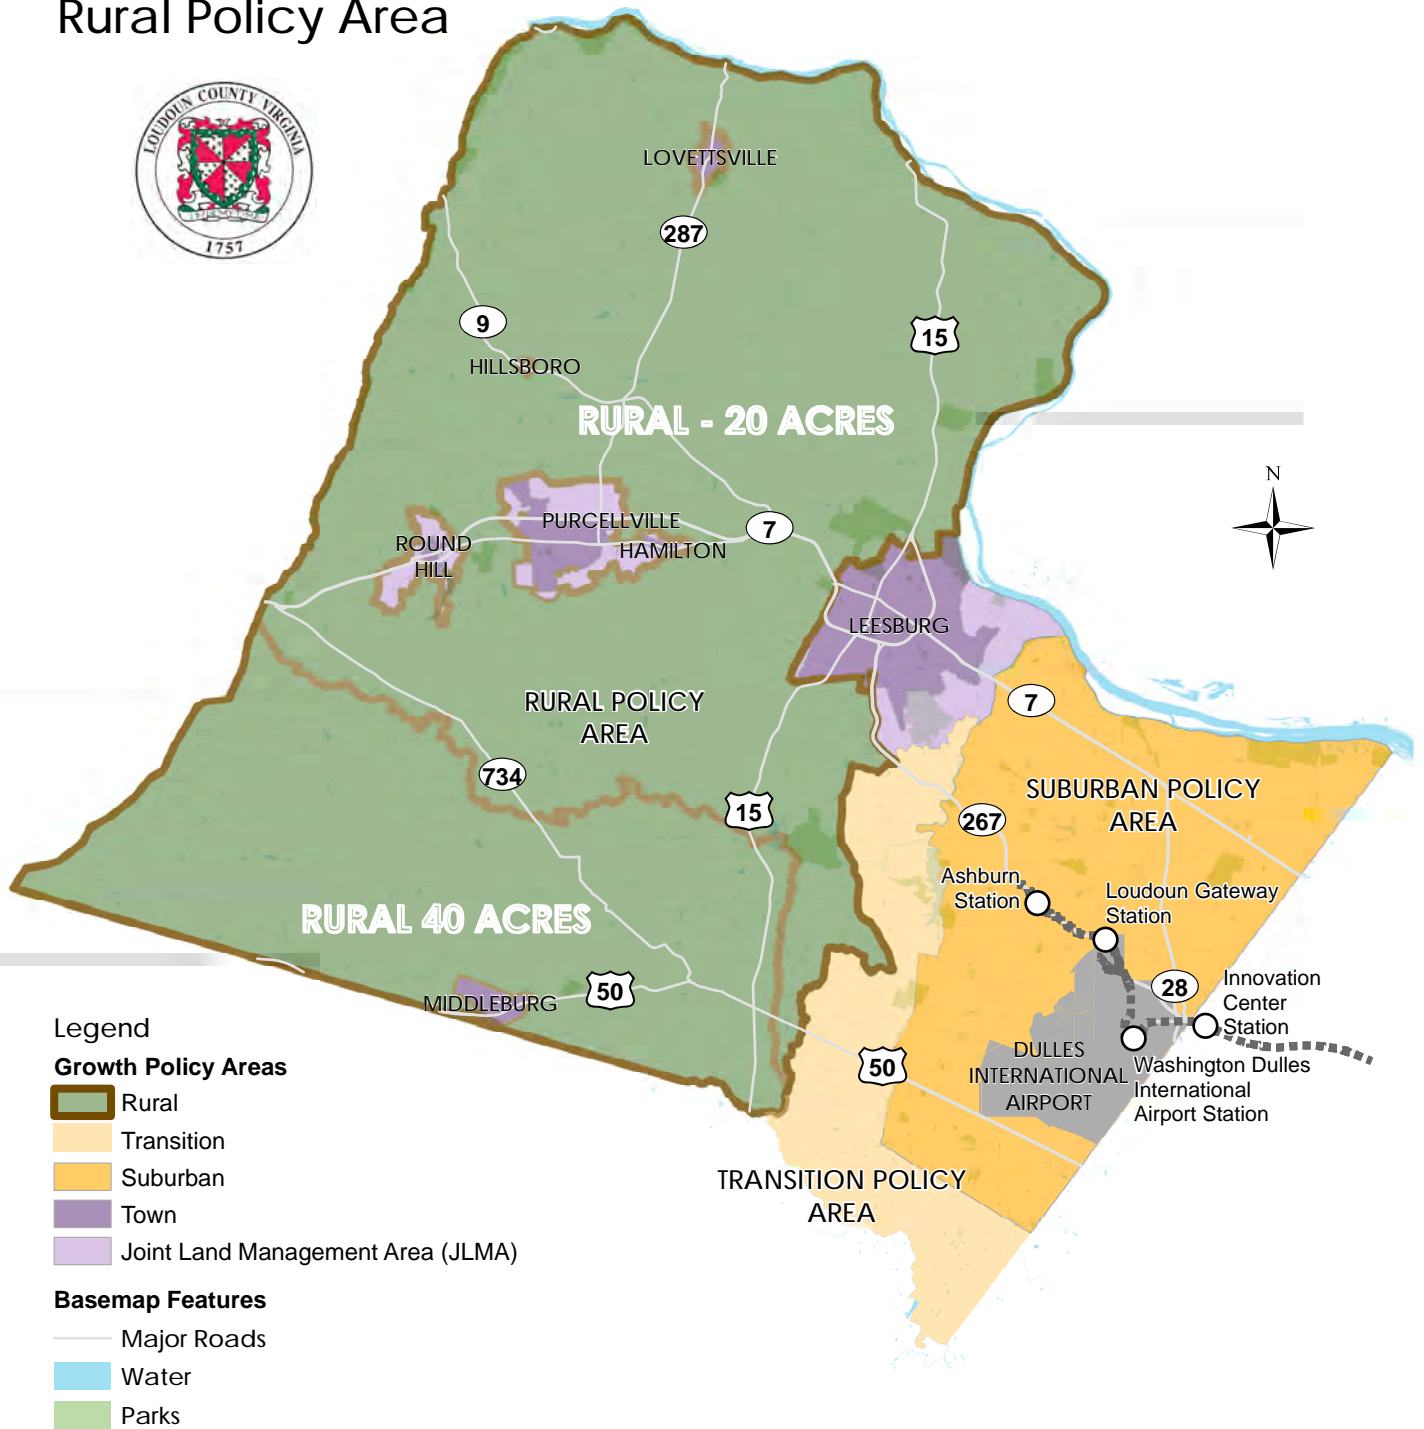 Rural Policy Area
LOUDOUN COUNTY VIRGINIA
1757
LOVETTSVILLE
287
9
15
HILLSBORO
RURAL - 20 ACRES
N
PURCELLVILLE
7
ROUND
HILL
HAMILTON
LEESBURG
RURAL POLICY
AREA
7
734
SUBURBAN POLICY
AREA
15
267
Ashburn
Station
Loudoun Gateway
Station
RURAL 40 ACRES
MIDDLEBURG
50
28
Innovation
Center
Station
DULLES
INTERNATIONAL
AIRPORT
50
Washington Dulles
International
Airport Station
TRANSITION POLICY
AREA
Legend
Growth Policy Areas
Rural
Transition
Suburban
Town
Joint Land Management Area (JLMA)
Basemap Features
Major Roads
Water
Parks